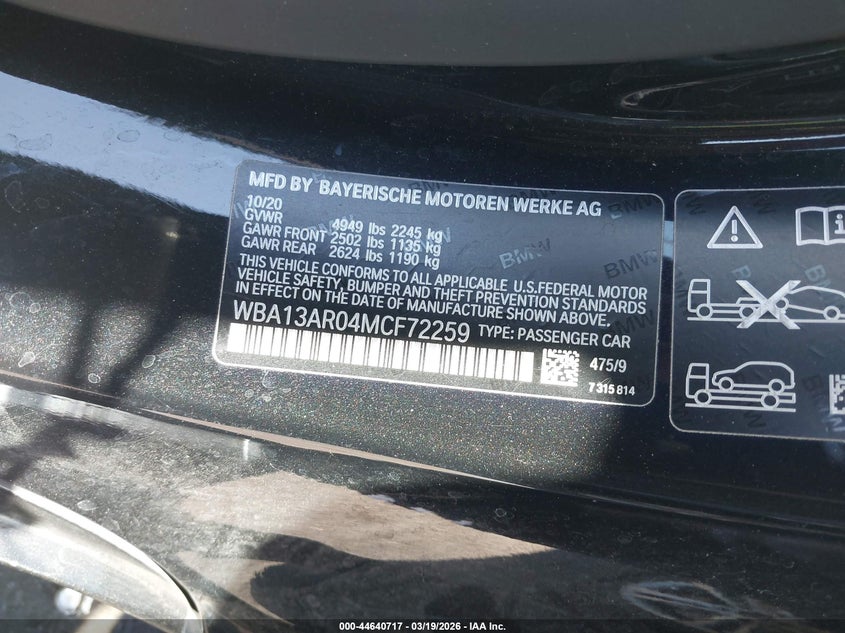 MFD BY BAYERISCHE MOTOREN WERKE AG
10/20
GVWR 4949 lbs 2245 kg
GAWR FRONT 2502 lbs 1135 kg
GAWR REAR 2624 lbs 1190 kg
THIS VEHICLE CONFORMS TO ALL APPLICABLE U.S.FEDERAL MOTOR
VEHICLE SAFETY, BUMPER AND THEFT PREVENTION STANDARDS
IN EFFECT ON THE DATE OF MANUFACTURE SHOWN ABOVE.
WBA13AR04MCF72259 TYPE: PASSENGER CAR
475/9
7315814
000-44640717 - 03/19/2026 - IAA Inc.